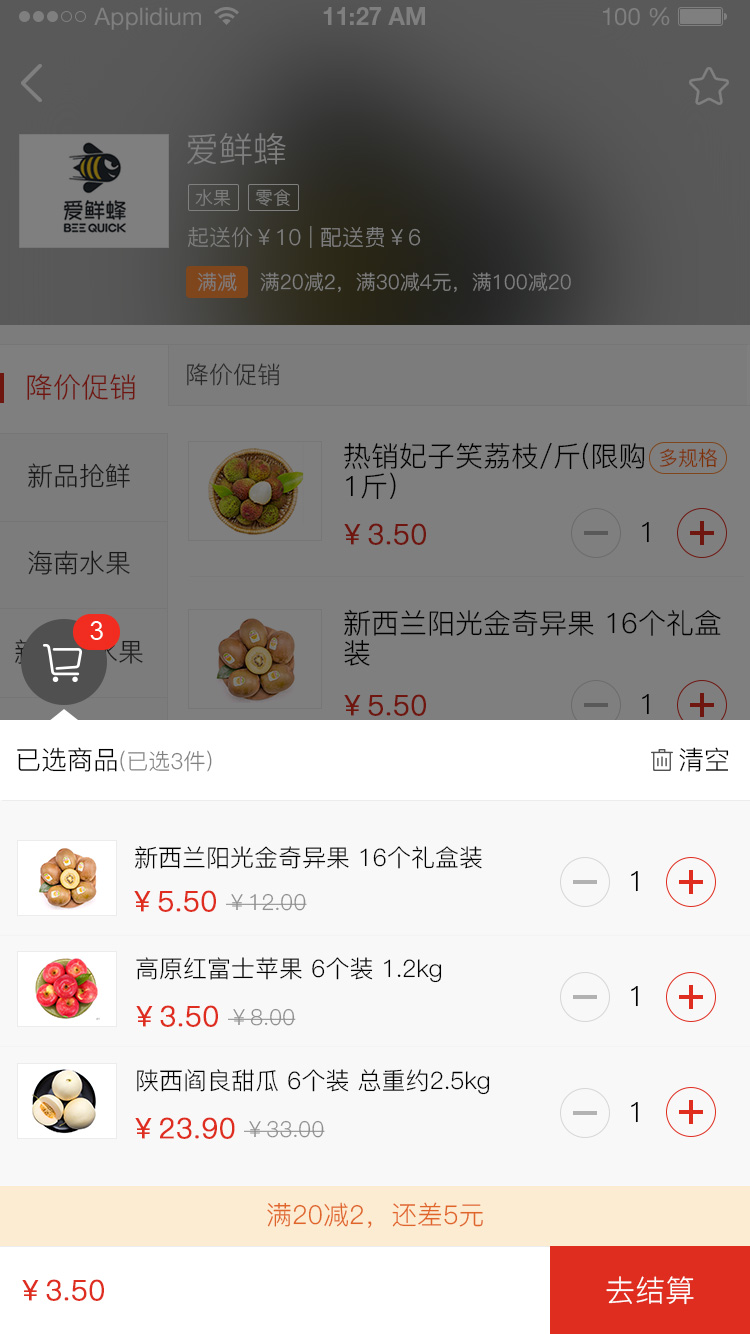 Applidium 11:27 AM 100 %
爱鲜蜂
爱鲜蜂
BEE QUICK
水果 零食
起送价¥10 | 配送费¥6
满减 满20减2，满30减4元，满100减20
降价促销
降价促销
新品抢鲜
海南水果
新 水果
热销妃子笑荔枝/斤(限购 多规格
1斤)
¥3.50 1
新西兰阳光金奇异果 16个礼盒
装
¥5.50 1
3
已选商品(已选3件) 清空
新西兰阳光金奇异果 16个礼盒装
¥5.50 ¥12.00 1
高原红富士苹果 6个装 1.2kg
¥3.50 ¥8.00 1
陕西阎良甜瓜 6个装 总重约2.5kg
¥23.90 ¥33.00 1
满20减2，还差5元
¥3.50 去结算